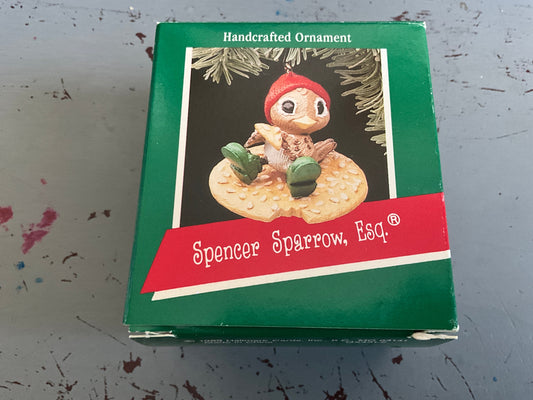 Handcrafted Ornament
Spencer Sparrow, Esq.®